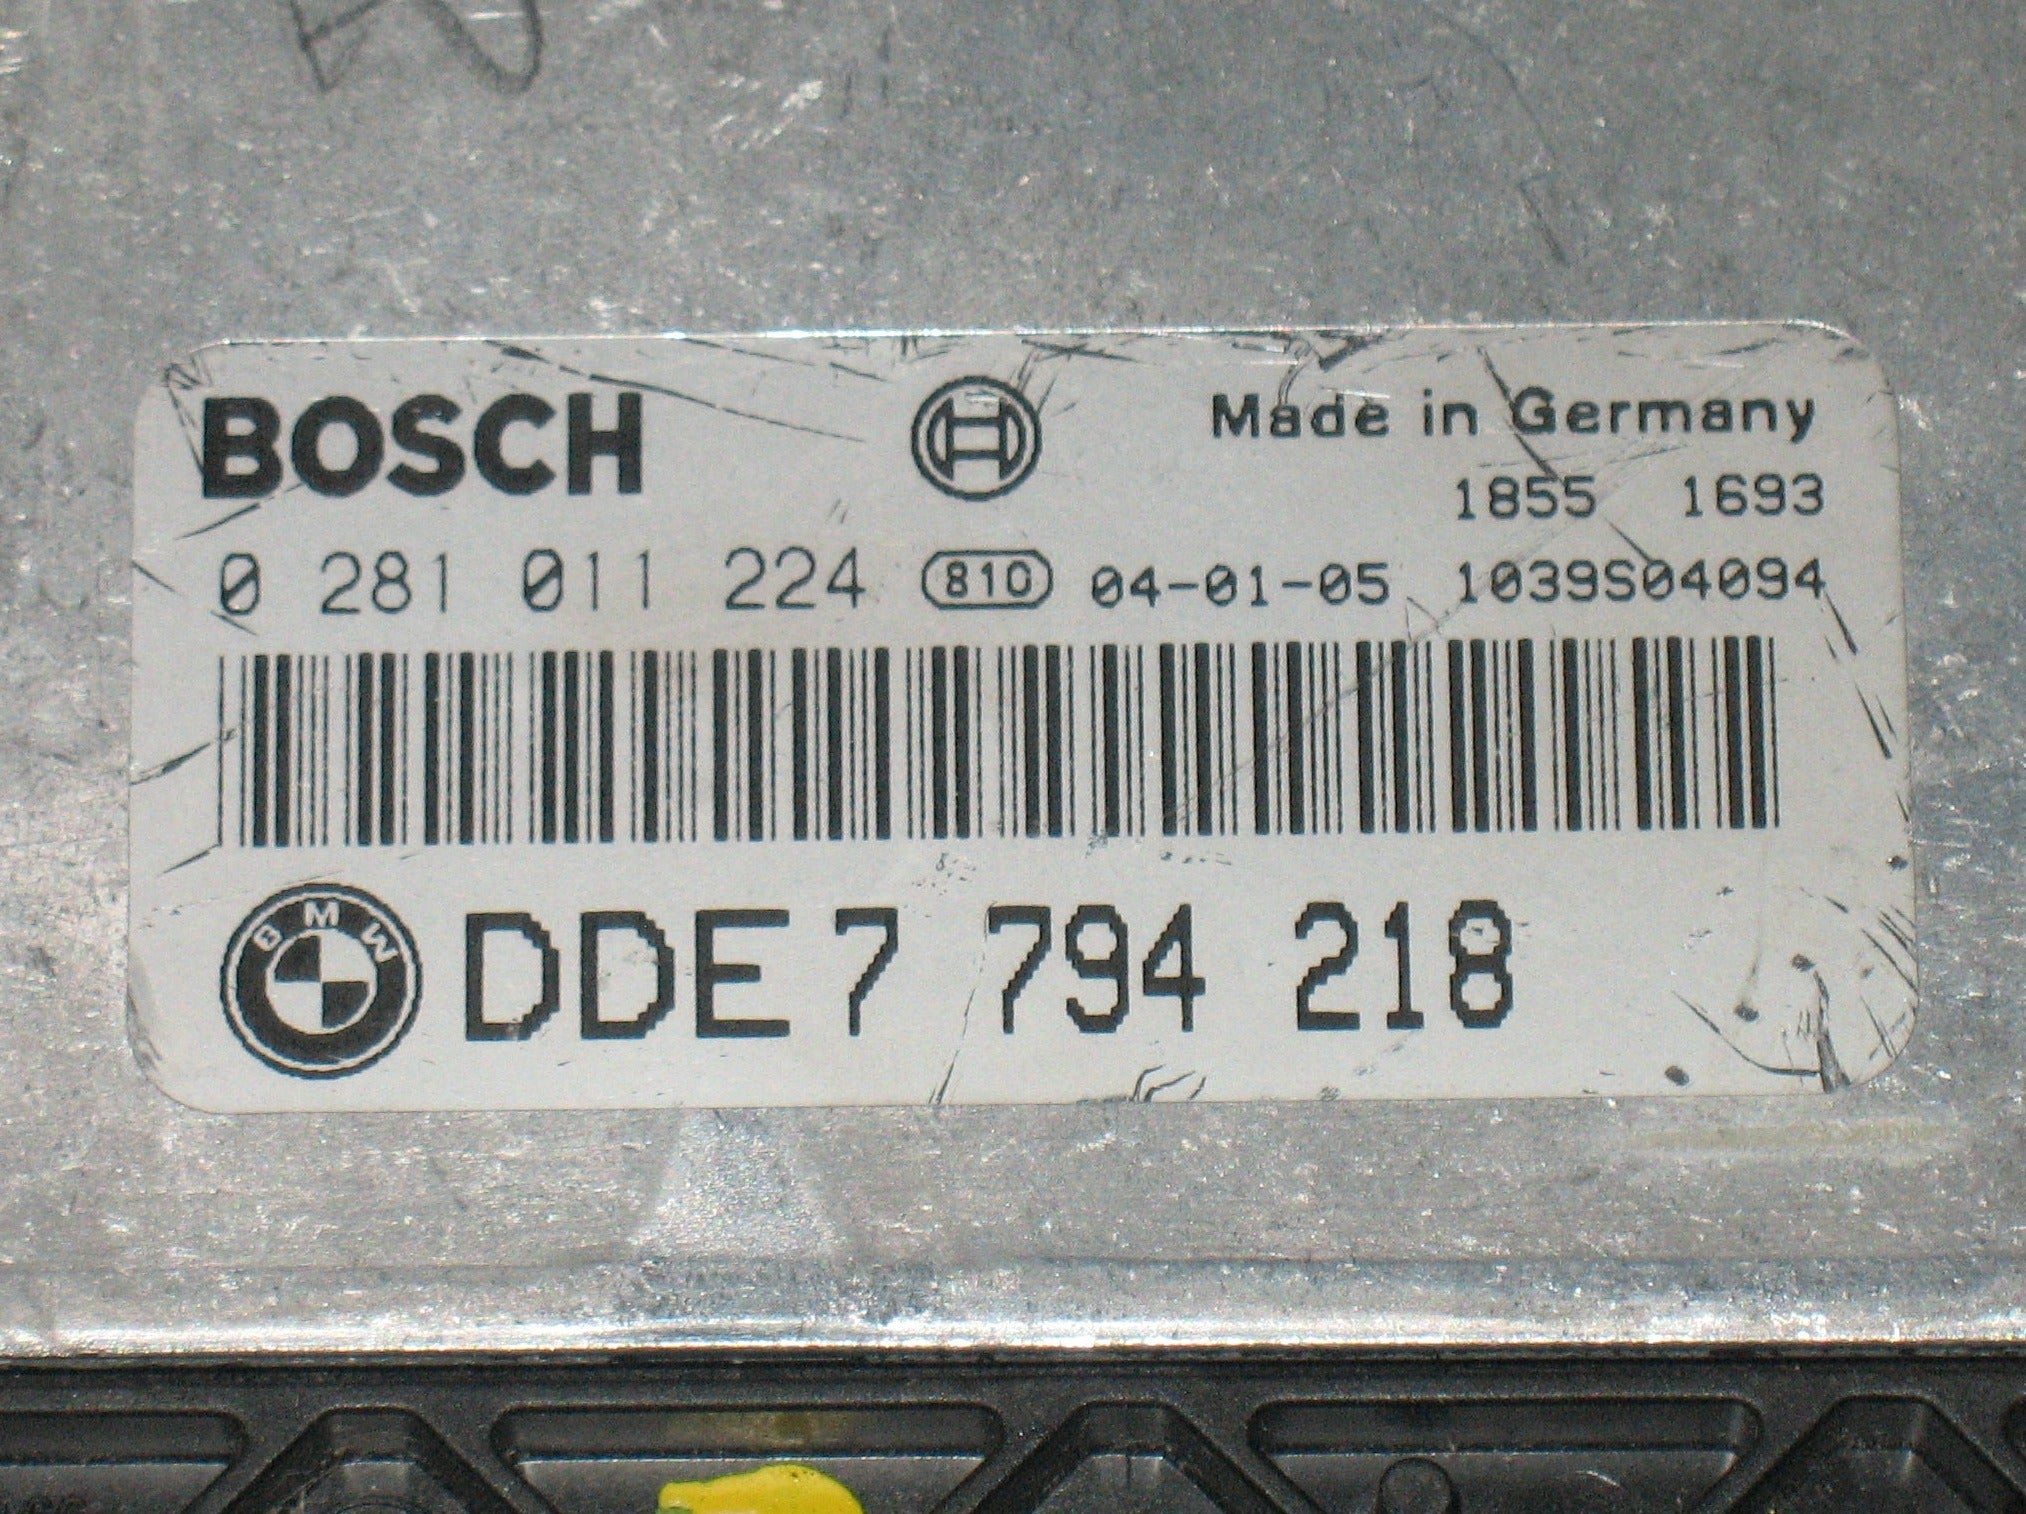 BOSCH Made in Germany
1855 1693
0 281 011 224 810 04-01-05 1039S04094
BMW DDE 7 794 218